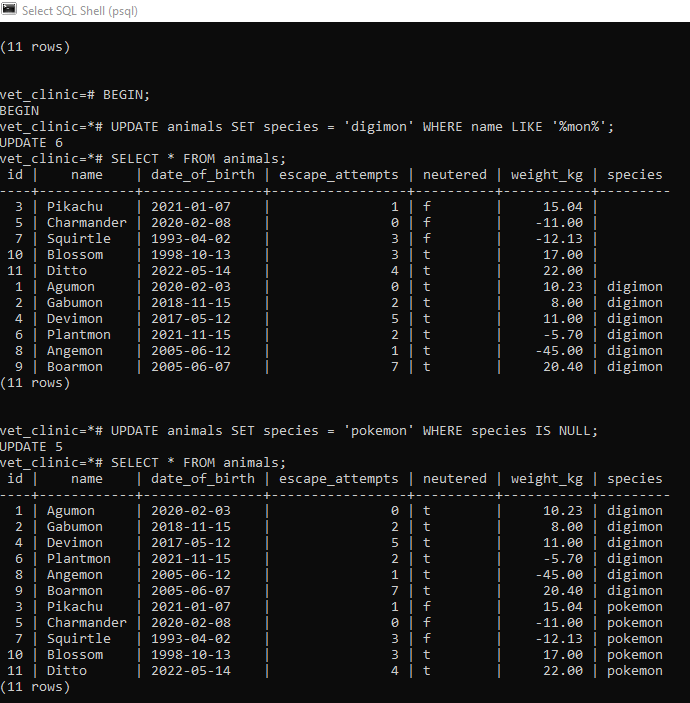 Select SQL Shell (psql)
(11 rows)
vet_clinic=# BEGIN;
BEGIN
vet_clinic=*# UPDATE animals SET species = 'digimon' WHERE name LIKE '%mon%';
UPDATE 6
vet_clinic=*# SELECT * FROM animals;
 id |    name    | date_of_birth | escape_attempts | neutered | weight_kg | species
----+------------+---------------+-----------------+----------+-----------+---------
  3 | Pikachu    | 2021-01-07    |               1 | f        |     15.04 |
  5 | Charmander | 2020-02-08    |               0 | f        |    -11.00 |
  7 | Squirtle   | 1993-04-02    |               3 | f        |    -12.13 |
 10 | Blossom    | 1998-10-13    |               3 | t        |     17.00 |
 11 | Ditto      | 2022-05-14    |               4 | t        |     22.00 |
  1 | Agumon     | 2020-02-03    |               0 | t        |     10.23 | digimon
  2 | Gabumon    | 2018-11-15    |               2 | t        |      8.00 | digimon
  4 | Devimon    | 2017-05-12    |               5 | t        |     11.00 | digimon
  6 | Plantmon   | 2021-11-15    |               2 | t        |     -5.70 | digimon
  8 | Angemon    | 2005-06-12    |               1 | t        |    -45.00 | digimon
  9 | Boarmon    | 2005-06-07    |               7 | t        |     20.40 | digimon
(11 rows)
vet_clinic=*# UPDATE animals SET species = 'pokemon' WHERE species IS NULL;
UPDATE 5
vet_clinic=*# SELECT * FROM animals;
 id |    name    | date_of_birth | escape_attempts | neutered | weight_kg | species
----+------------+---------------+-----------------+----------+-----------+---------
  1 | Agumon     | 2020-02-03    |               0 | t        |     10.23 | digimon
  2 | Gabumon    | 2018-11-15    |               2 | t        |      8.00 | digimon
  4 | Devimon    | 2017-05-12    |               5 | t        |     11.00 | digimon
  6 | Plantmon   | 2021-11-15    |               2 | t        |     -5.70 | digimon
  8 | Angemon    | 2005-06-12    |               1 | t        |    -45.00 | digimon
  9 | Boarmon    | 2005-06-07    |               7 | t        |     20.40 | digimon
  3 | Pikachu    | 2021-01-07    |               1 | f        |     15.04 | pokemon
  5 | Charmander | 2020-02-08    |               0 | f        |    -11.00 | pokemon
  7 | Squirtle   | 1993-04-02    |               3 | f        |    -12.13 | pokemon
 10 | Blossom    | 1998-10-13    |               3 | t        |     17.00 | pokemon
 11 | Ditto      | 2022-05-14    |               4 | t        |     22.00 | pokemon
(11 rows)